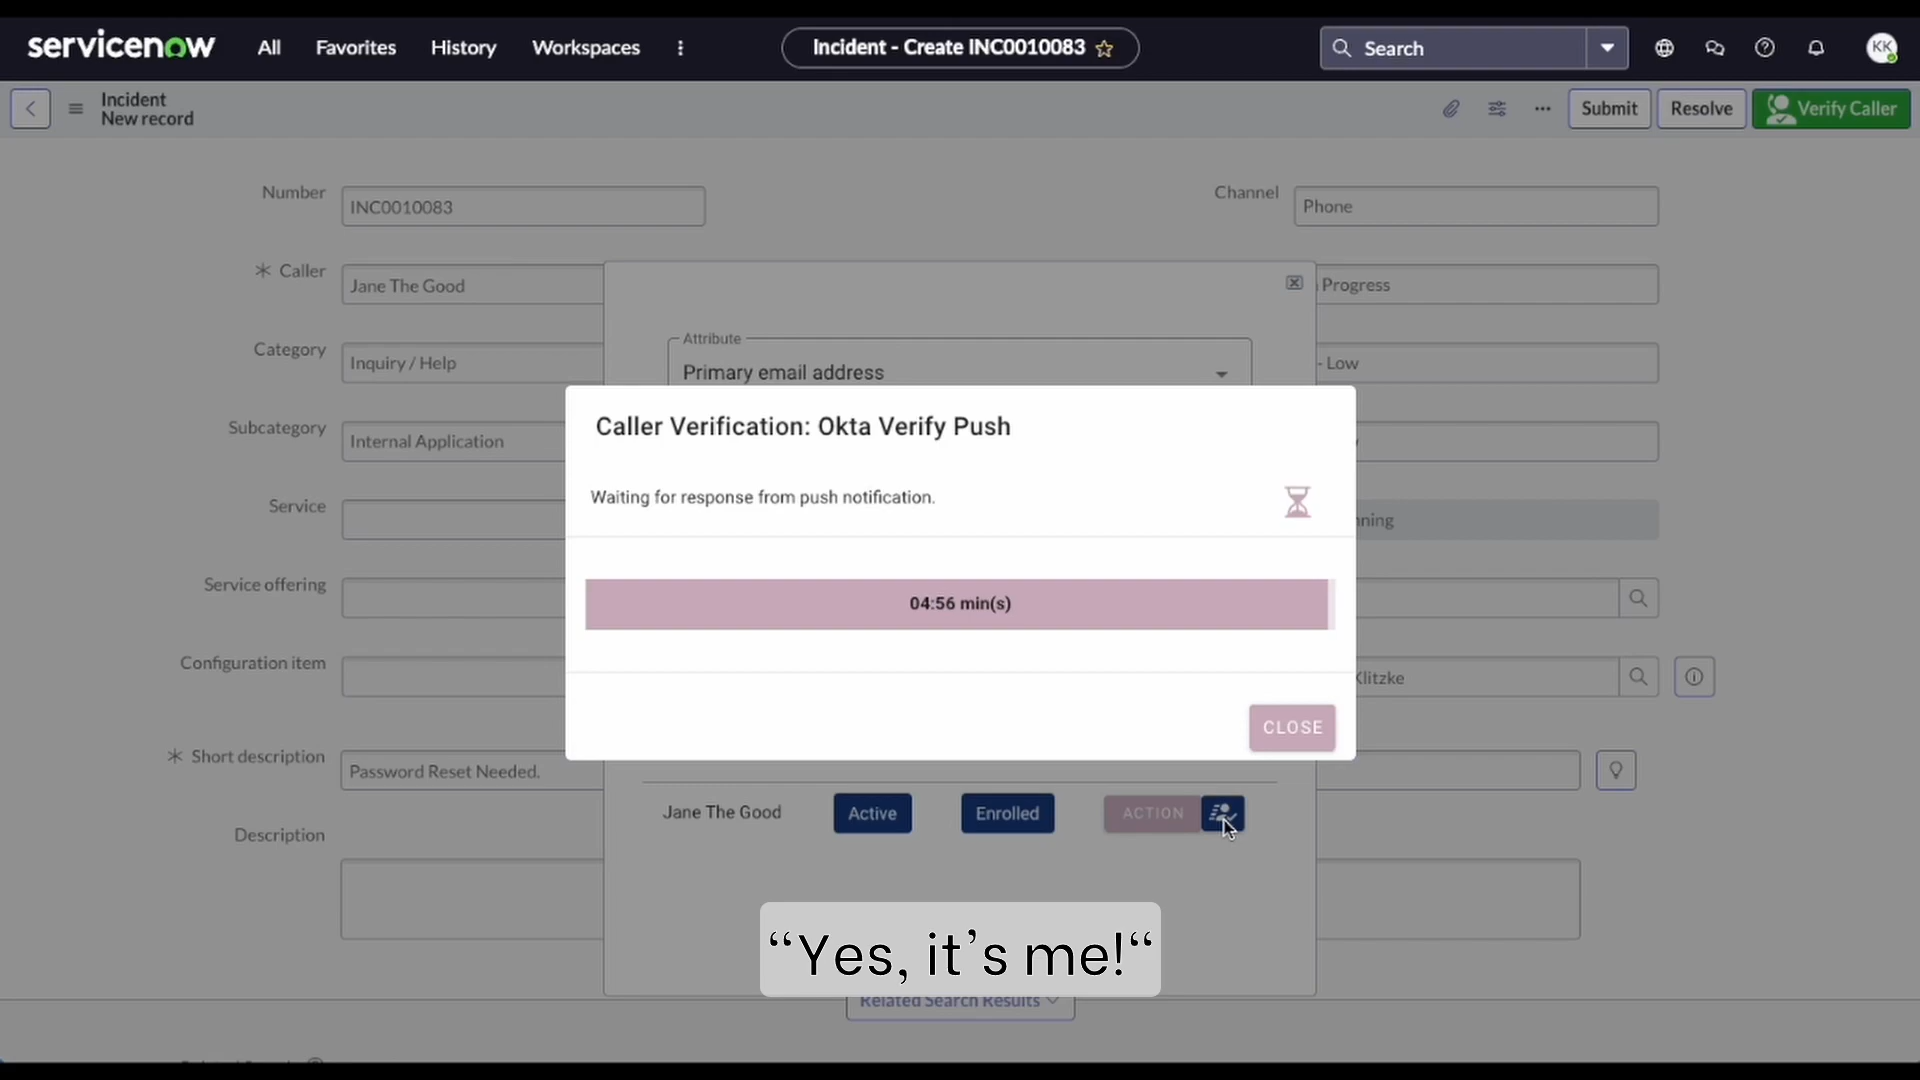 servicenow All Favorites History Workspaces Incident - Create INC0010083 Search KK
Incident
New record
Submit Resolve Verify Caller
Number INC0010083 Channel Phone
Caller Jane The Good Progress
Attribute
Primary email address
Category Inquiry / Help - Low
Subcategory Internal Application
Caller Verification: Okta Verify Push
Waiting for response from push notification.
Service nning
04:56 min(s)
Service offering
Configuration item Klitzke
CLOSE
Short description Password Reset Needed.
Jane The Good Active Enrolled ACTION
Description
“Yes, it’s me!“
Related Search Results